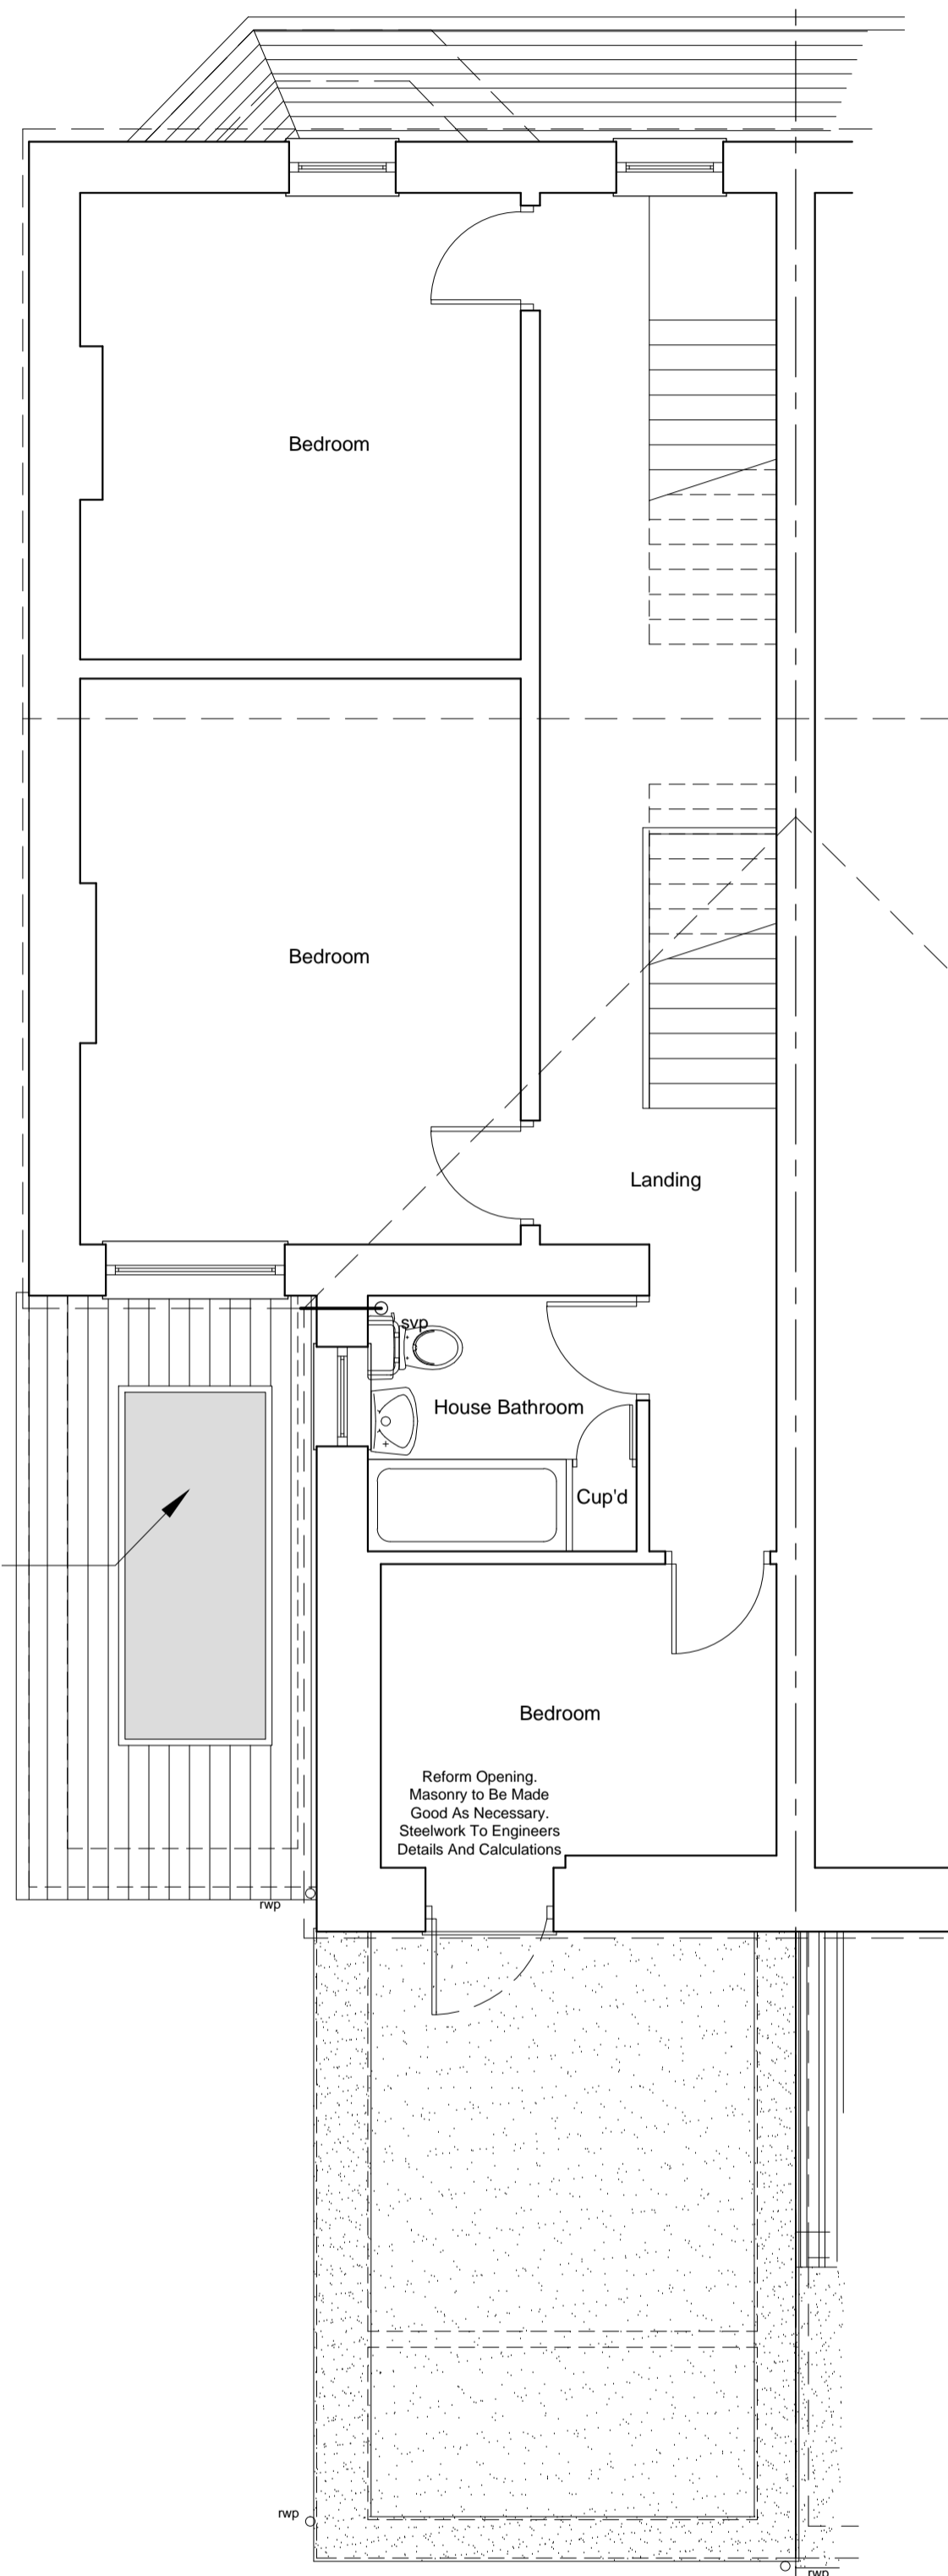 Bedroom
Bedroom
Landing
svp
House Bathroom
Cup'd
Bedroom
Reform Opening.
Masonry to Be Made
Good As Necessary.
Steelwork To Engineers
Details And Calculations
rwp
rwp
rwp